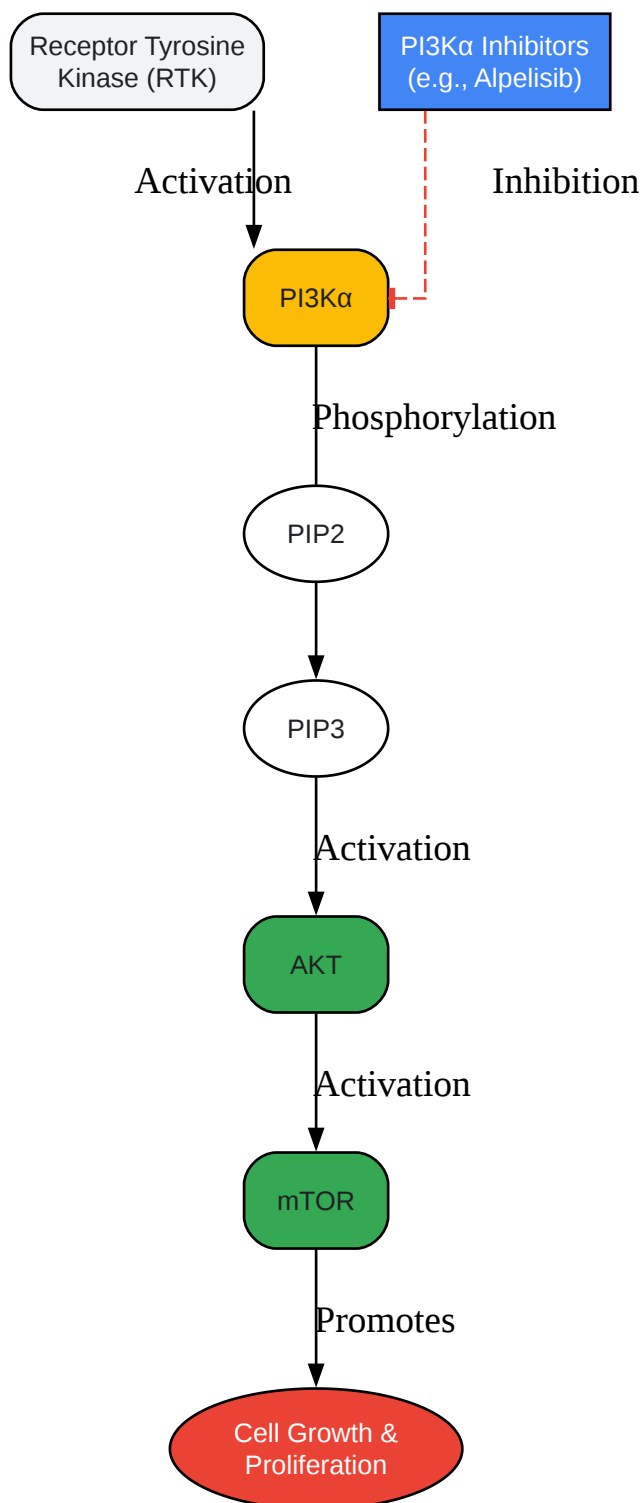 Receptor Tyrosine
Kinase (RTK)
PI3Kα Inhibitors
(e.g., Alpelisib)
Activation
Inhibition
PI3Kα
Phosphorylation
PIP2
PIP3
Activation
AKT
Activation
mTOR
Promotes
Cell Growth &
Proliferation